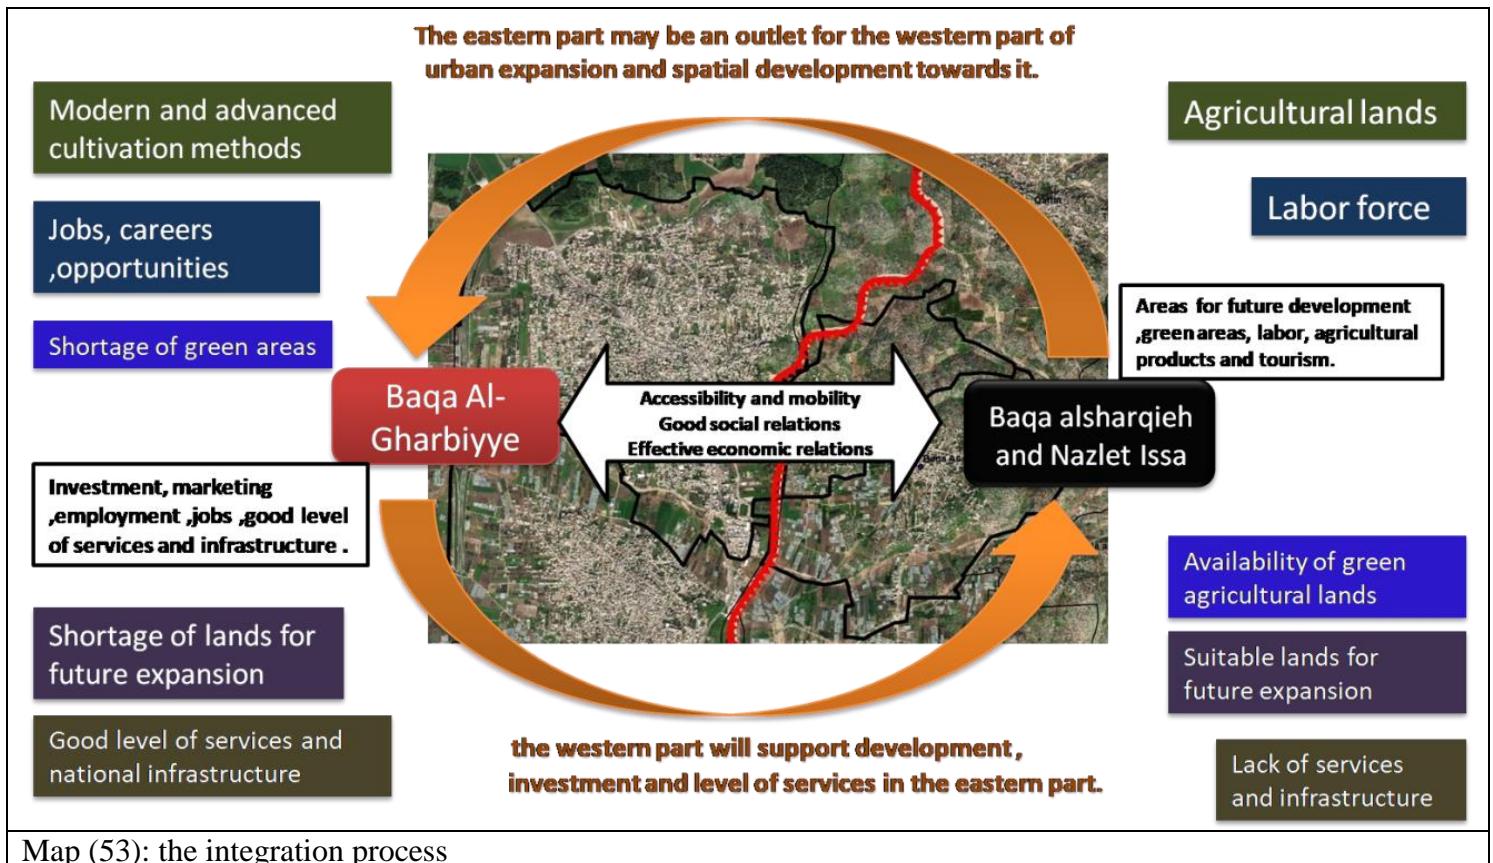 The eastern part may be an outlet for the western part of
urban expansion and spatial development towards it.
Modern and advanced
cultivation methods
Jobs, careers
,opportunities
Shortage of green areas
Baqa Al-
Gharbiyye
Investment, marketing
,employment ,jobs ,good level
of services and infrastructure .
Shortage of lands for
future expansion
Good level of services and
national infrastructure
Accessibility and mobility
Good social relations
Effective economic relations
Agricultural lands
Labor force
Areas for future development
,green areas, labor, agricultural
products and tourism.
Baqa alsharqieh
and Nazlet Issa
Availability of green
agricultural lands
Suitable lands for
future expansion
Lack of services
and infrastructure
the western part will support development ,
investment and level of services in the eastern part.
Map (53): the integration process